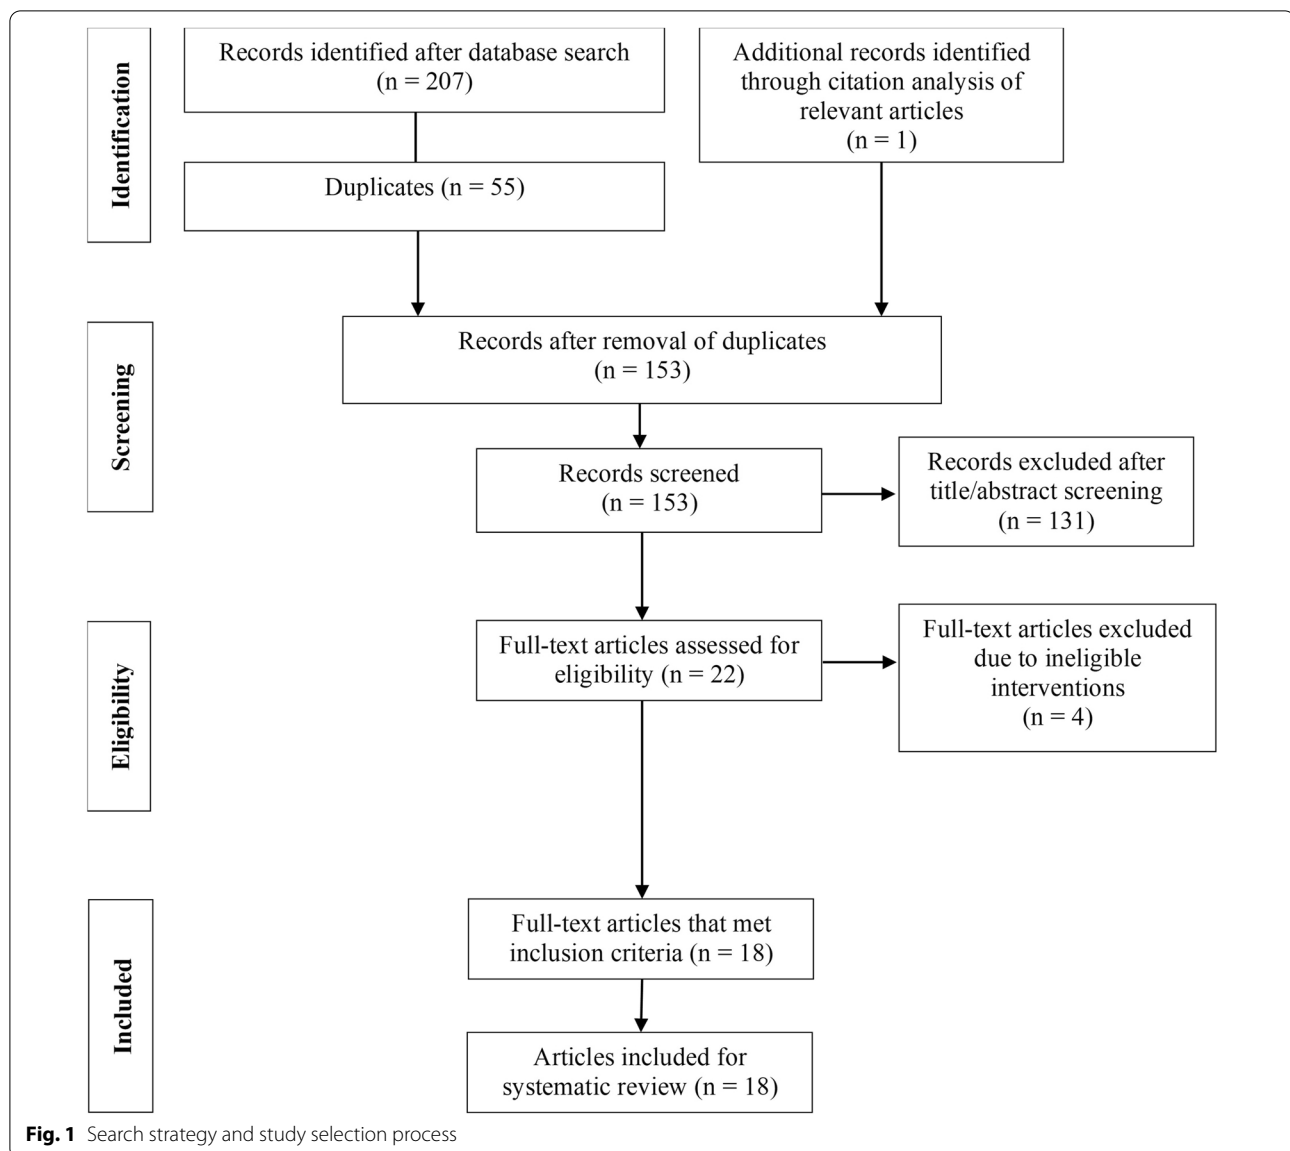 Identification
Records identified after database search
(n = 207)
Additional records identified
through citation analysis of
relevant articles
(n = 1)
Duplicates (n = 55)
Screening
Records after removal of duplicates
(n = 153)
Records screened
(n = 153)
Records excluded after
title/abstract screening
(n = 131)
Eligibility
Full-text articles assessed for
eligibility (n = 22)
Full-text articles excluded
due to ineligible
interventions
(n = 4)
Included
Full-text articles that met
inclusion criteria (n = 18)
Articles included for
systematic review (n = 18)
Fig. 1 Search strategy and study selection process